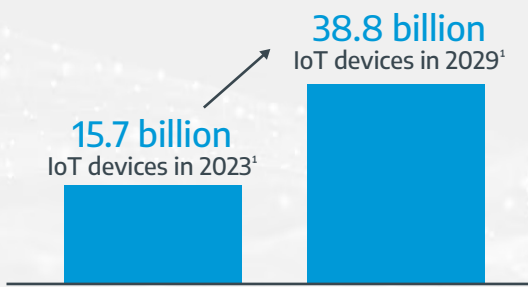 38.8 billion
IoT devices in 2029¹
15.7 billion
IoT devices in 2023¹